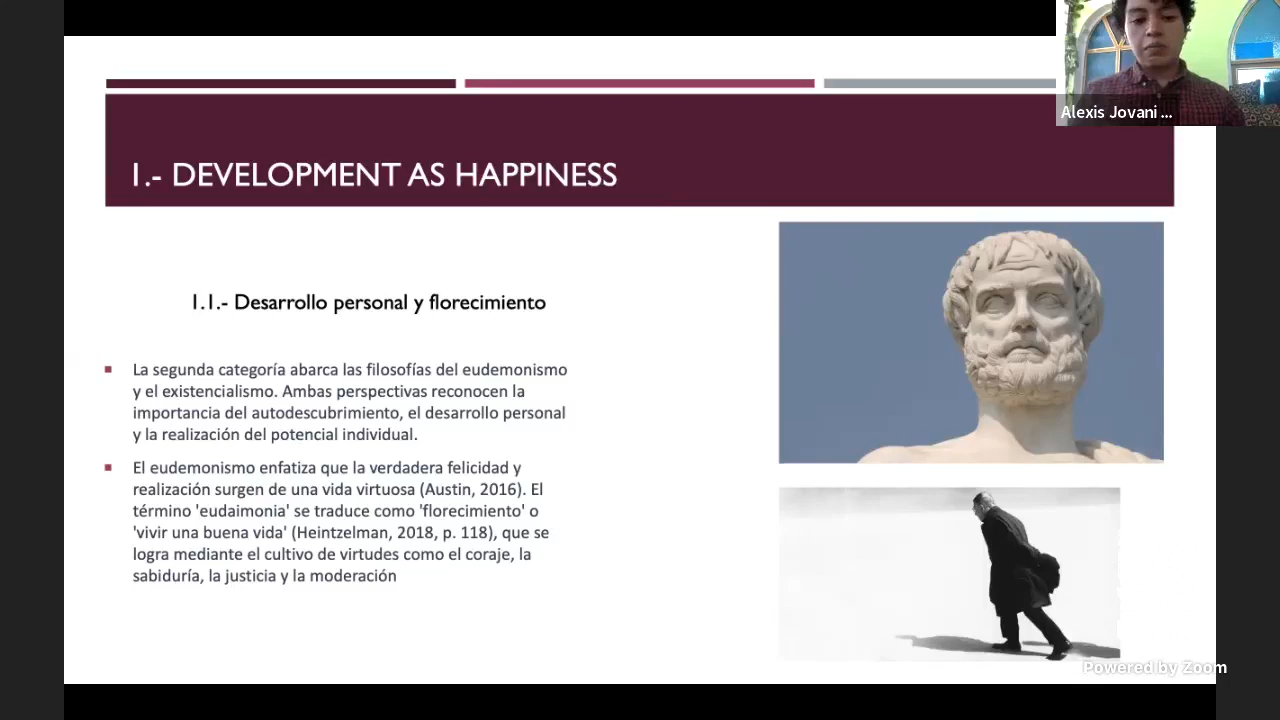 Alexis Jovani ...
1.- DEVELOPMENT AS HAPPINESS
1.1.- Desarrollo personal y florecimiento
La segunda categoría abarca las filosofías del eudemonismo
y el existencialismo. Ambas perspectivas reconocen la
importancia del autodescubrimiento, el desarrollo personal
y la realización del potencial individual.
El eudemonismo enfatiza que la verdadera felicidad y
realización surgen de una vida virtuosa (Austin, 2016). El
término 'eudaimonia' se traduce como 'florecimiento' o
'vivir una buena vida' (Heintzelman, 2018, p. 118), que se
logra mediante el cultivo de virtudes como el coraje, la
sabiduría, la justicia y la moderación
Powered by Zoom